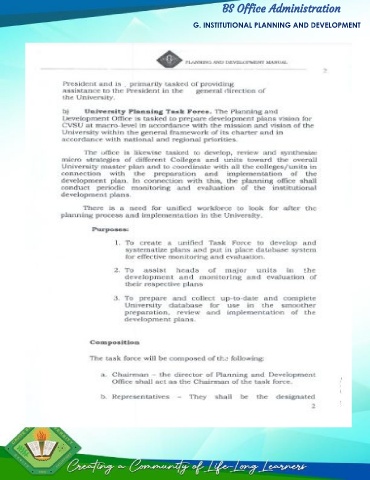 BS Office Administration
G. INSTITUTIONAL PLANNING AND DEVELOPMENT
PLANNING AND DEVELOPMENT MANUAL
President and is primarily tasked of providing
assistance to the President in the general direction of
the University.
b) University Planning Task Force. The Planning and
Development Office is tasked to prepare development plans vision for
CVSU at macro-level in accordance with the mission and vision of the
University within the general framework of its charter and in
accordance with national and regional priorities.
The office is likewise tasked to develop, review and synthesize
micro strategies of different Colleges and units toward the overall
University master plan and to coordinate with all the colleges/units in
connection with the preparation and implementation of the
development plan. In connection with this, the planning office shall
conduct periodic monitoring and evaluation of the institutional
development plans.
There is a need for unified workforce to look for after the
planning process and implementation in the University.
Purposes:
1. To create a unified Task Force to develop and
systematize plans and put in place database system
for effective monitoring and evaluation.
2. To assist heads of major units in the
development and monitoring and evaluation of
their respective plans
3. To prepare and collect up-to-date and complete
University database for use in the smoother
preparation, review and implementation of the
development plans.
Composition
The task force will be composed of the following:
a. Chairman – the director of Planning and Development
Office shall act as the Chairman of the task force.
b. Representatives – They shall be the designated
2
Creating a Community of Life-Long Learners